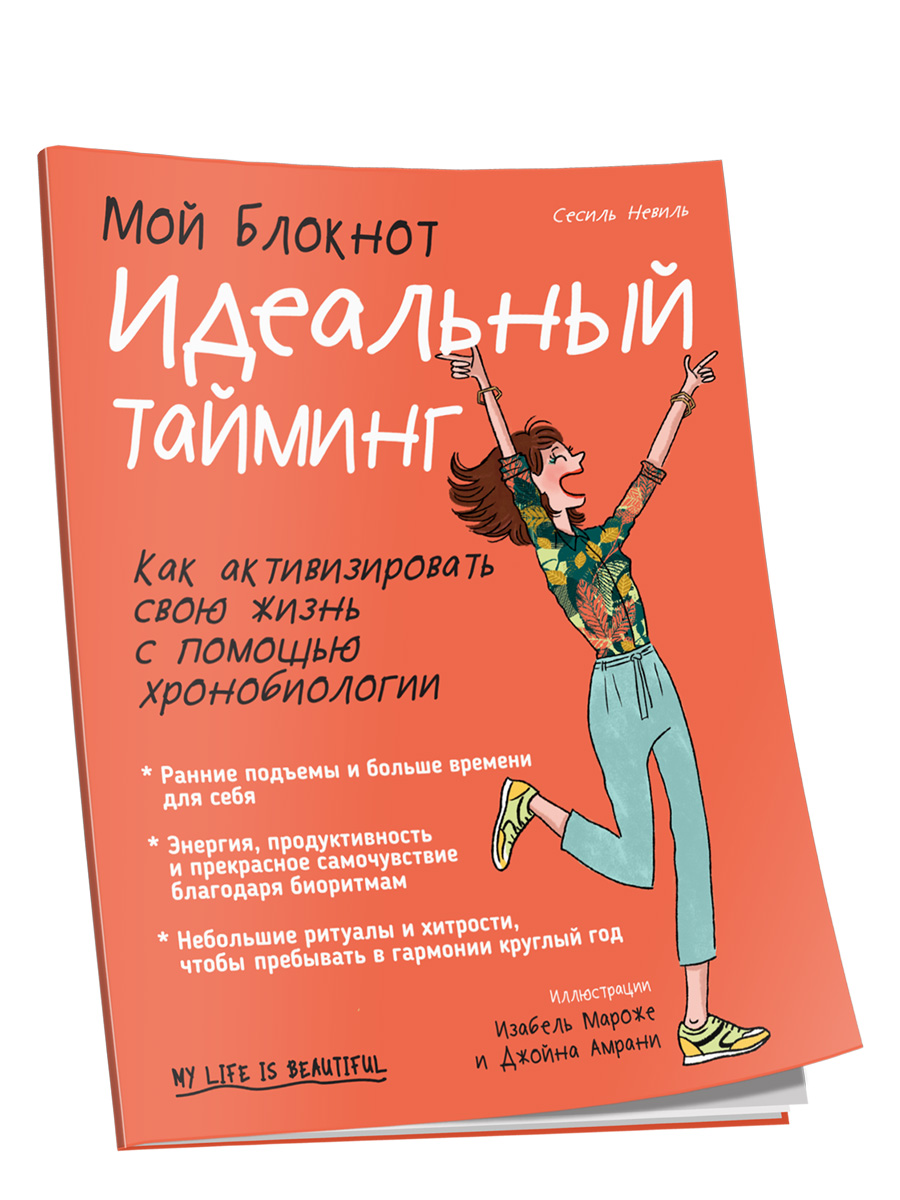 Мой Блокнот
Сесиль Невиль
Идеальный
тайминг
Как активизировать
свою жизнь
с помощью
хронобиологии
* Ранние подъемы и больше времени
для себя
* Энергия, продуктивность
и прекрасное самочувствие
благодаря биоритмам
* Небольшие ритуалы и хитрости,
чтобы пребывать в гармонии круглый год
Иллюстрации
Изабель Мароже
и Джойна Амрани
MY LIFE IS BEAUTIFUL